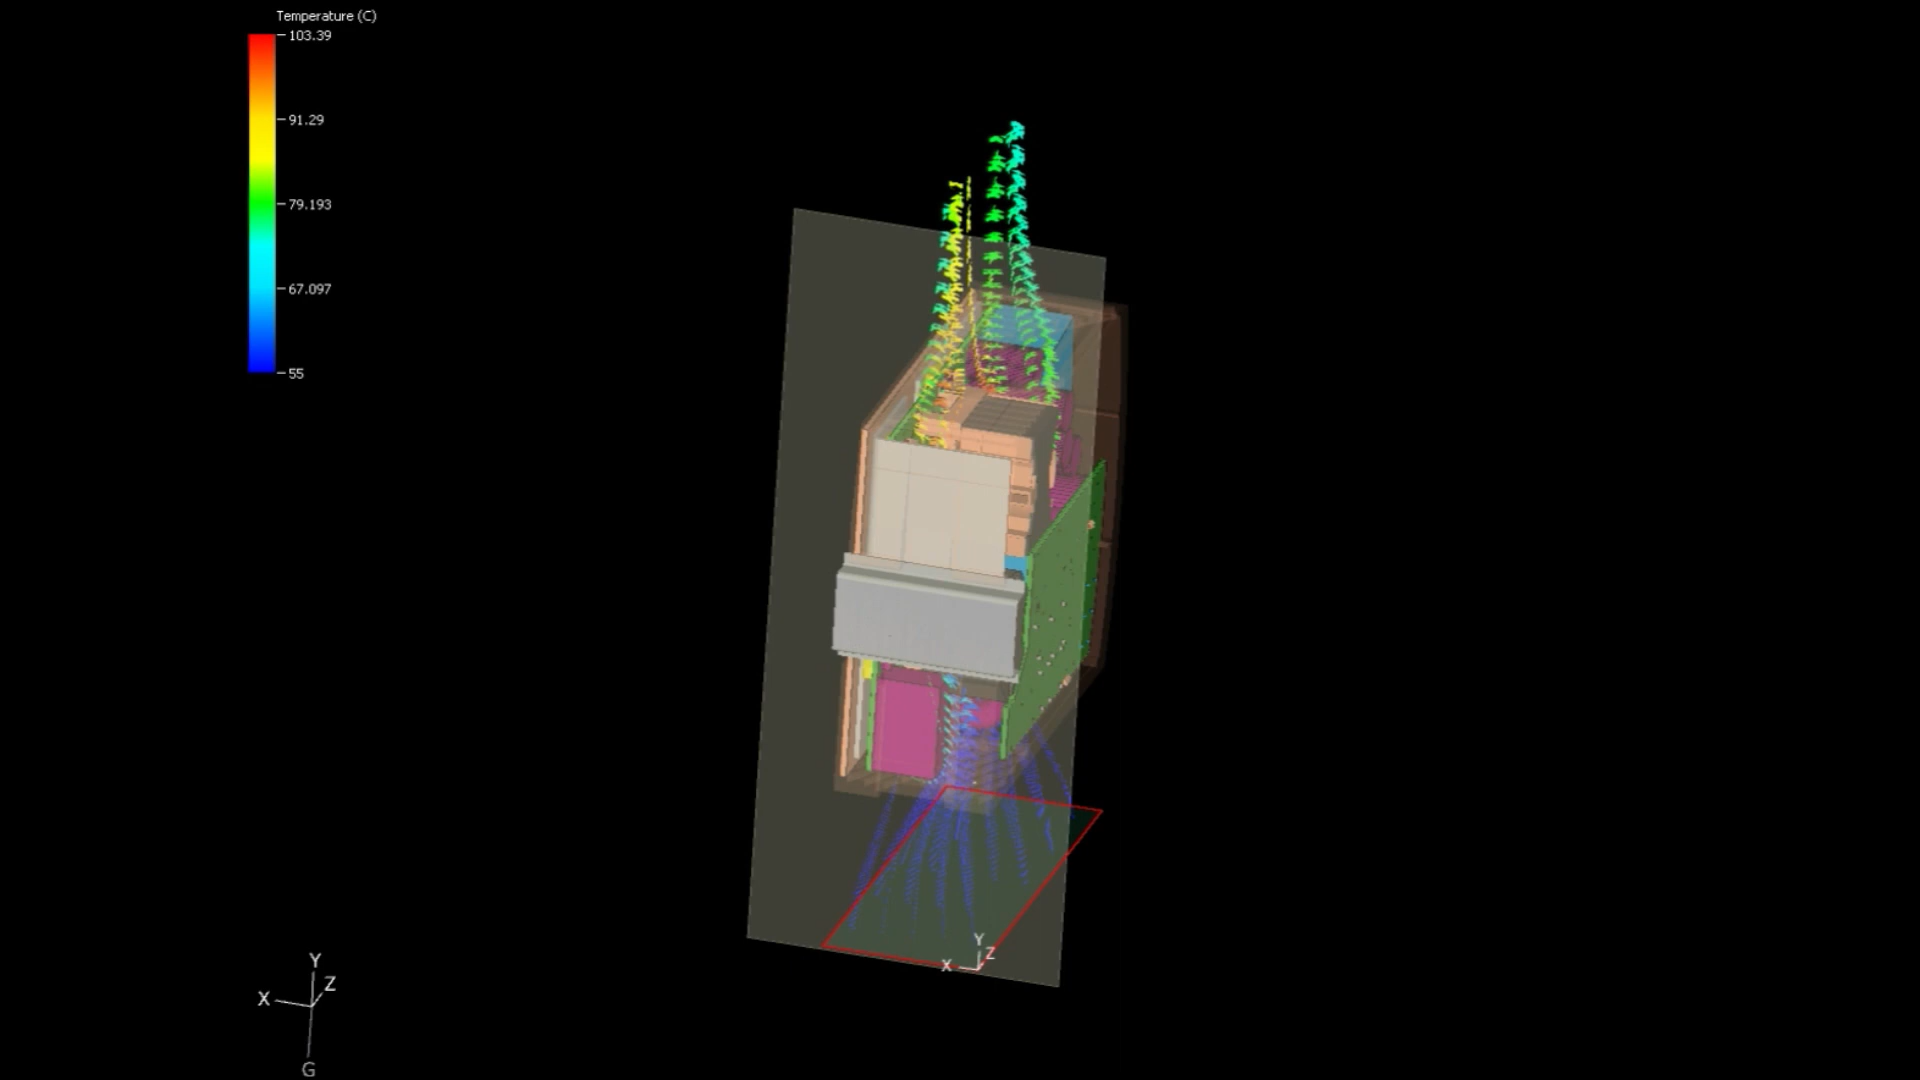 Temperature (C)
103.39
91.29
79.193
67.097
55
Y
Z
X
Y
Z
X
G